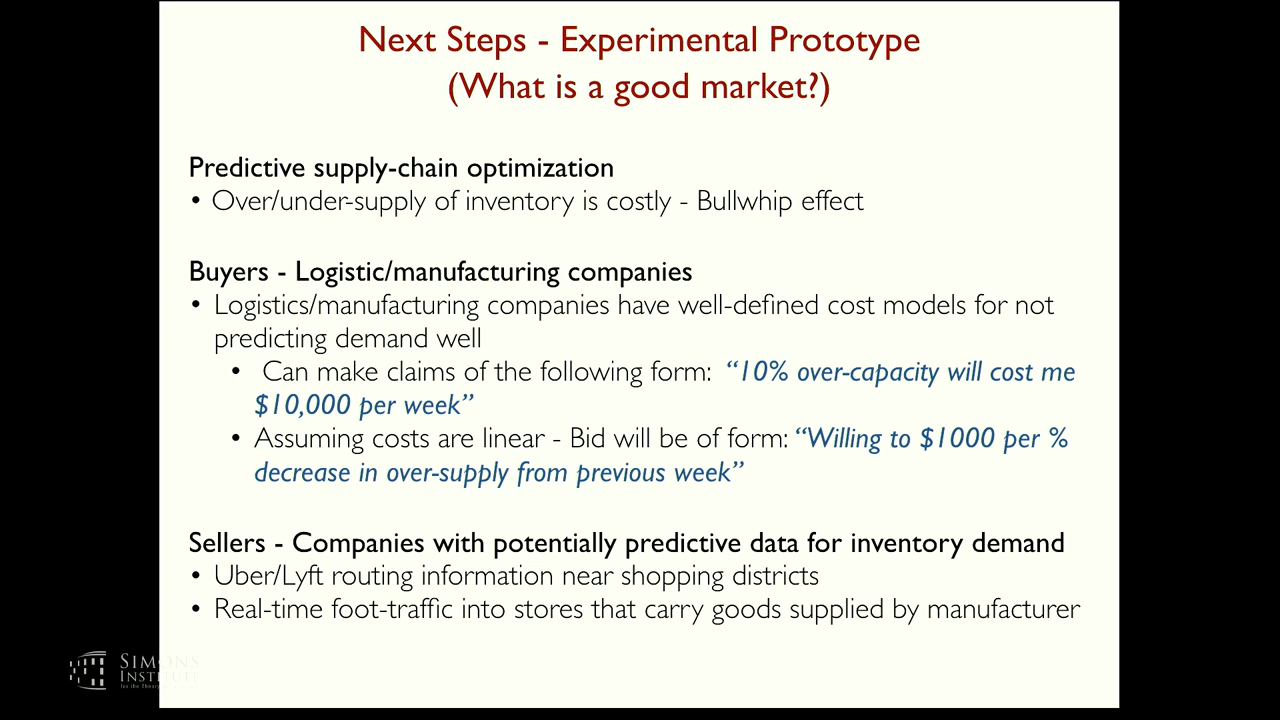 Next Steps - Experimental Prototype
(What is a good market?)
Predictive supply-chain optimization
• Over/under-supply of inventory is costly - Bullwhip effect
Buyers - Logistic/manufacturing companies
• Logistics/manufacturing companies have well-defined cost models for not
predicting demand well
• Can make claims of the following form: “10% over-capacity will cost me
$10,000 per week”
• Assuming costs are linear - Bid will be of form: “Willing to $1000 per %
decrease in over-supply from previous week”
Sellers - Companies with potentially predictive data for inventory demand
• Uber/Lyft routing information near shopping districts
• Real-time foot-traffic into stores that carry goods supplied by manufacturer
SIMONS
INSTITUTE
for the Theory